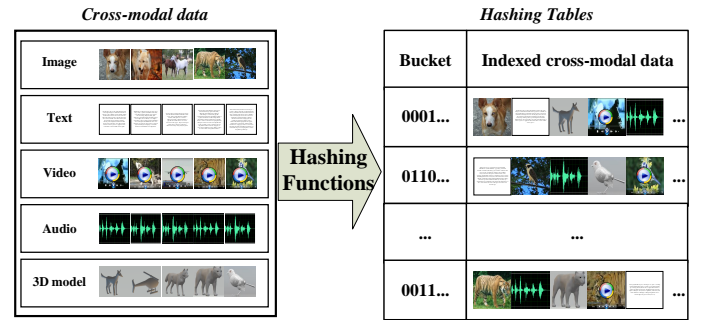 Cross-modal data
Hashing Tables
Image
Text
Video
Audio
3D model
Hashing
Functions
Bucket
Indexed cross-modal data
0001...
...
0110...
...
...
...
0011...
...